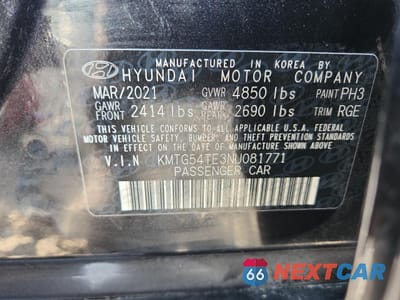 MANUFACTURED IN KOREA BY
HYUNDAI MOTOR COMPANY
MAR/2021 GVWR 4850 lbs PAINT PH3
GAWR FRONT 2414 lbs GAWR REAR 2690 lbs TRIM RGE
THIS VEHICLE CONFORMS TO ALL APPLICABLE U.S.A. FEDERAL
MOTOR VEHICLE SAFETY, BUMPER, AND THEFT PREVENTION STANDARDS
IN EFFECT ON THE DATE OF MANUFACTURE SHOWN ABOVE.
V.I.N KMTG54TE3NU081771
PASSENGER CAR
66 NEXTCAR